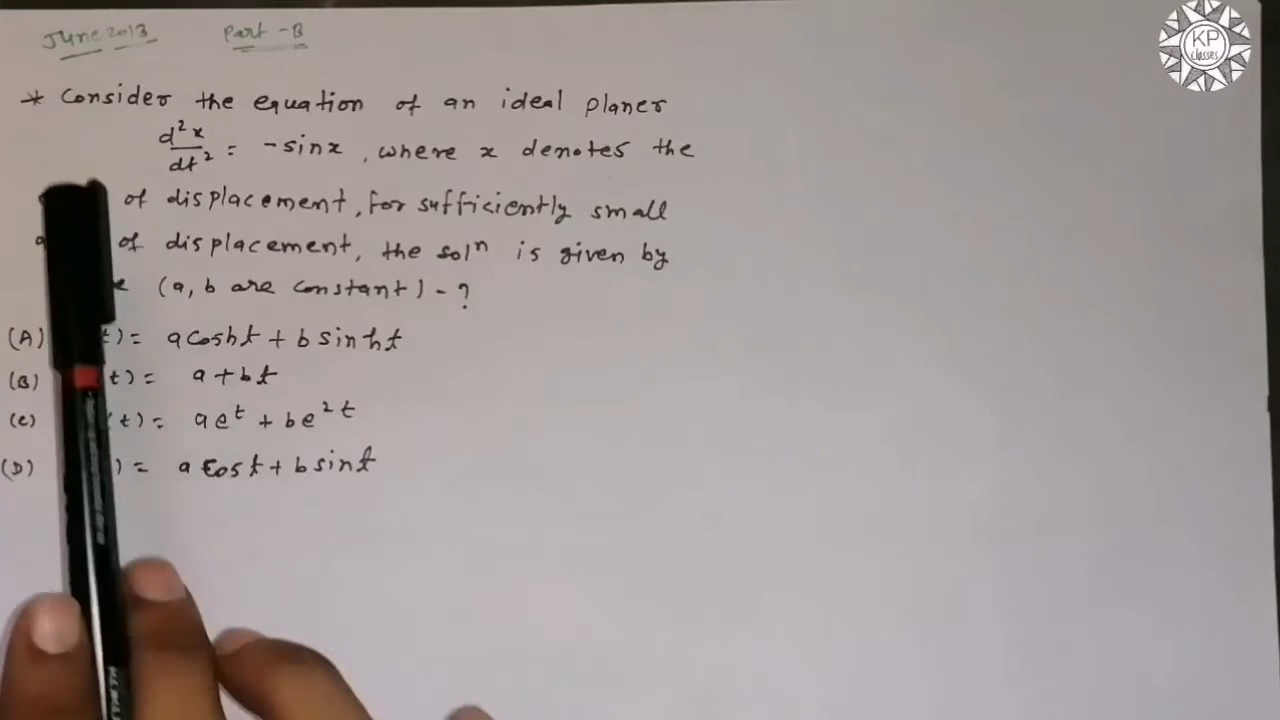 June 2013 Part-B
KP classes
* Consider the equation of an ideal planer
d²x/dt² = -sinx, where x denotes the
of displacement, for sufficiently small
of displacement, the solⁿ is given by
(a, b are constant) - ?
(A) t) = a cosht + b sinht
(B) t) = a + bt
(C) t) = ae^t + be^2t
(D) ) = a cost + b sint